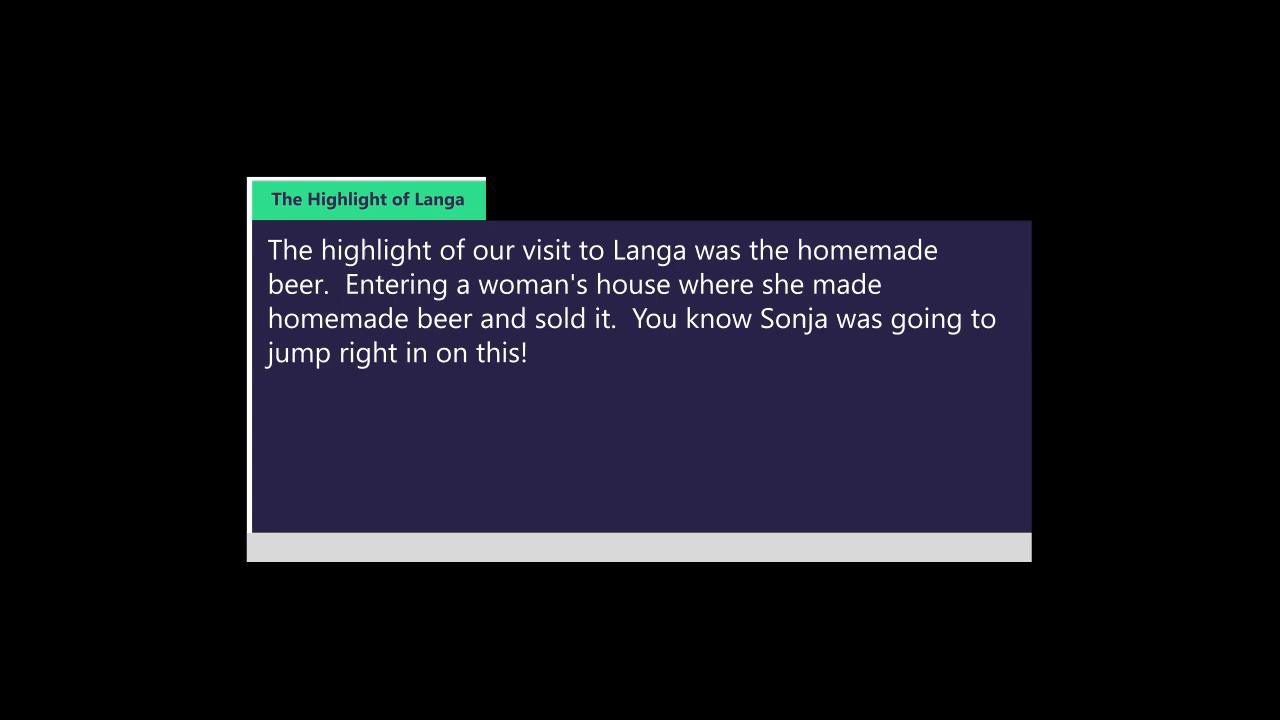 The Highlight of Langa
The highlight of our visit to Langa was the homemade
beer.  Entering a woman's house where she made
homemade beer and sold it.  You know Sonja was going to
jump right in on this!